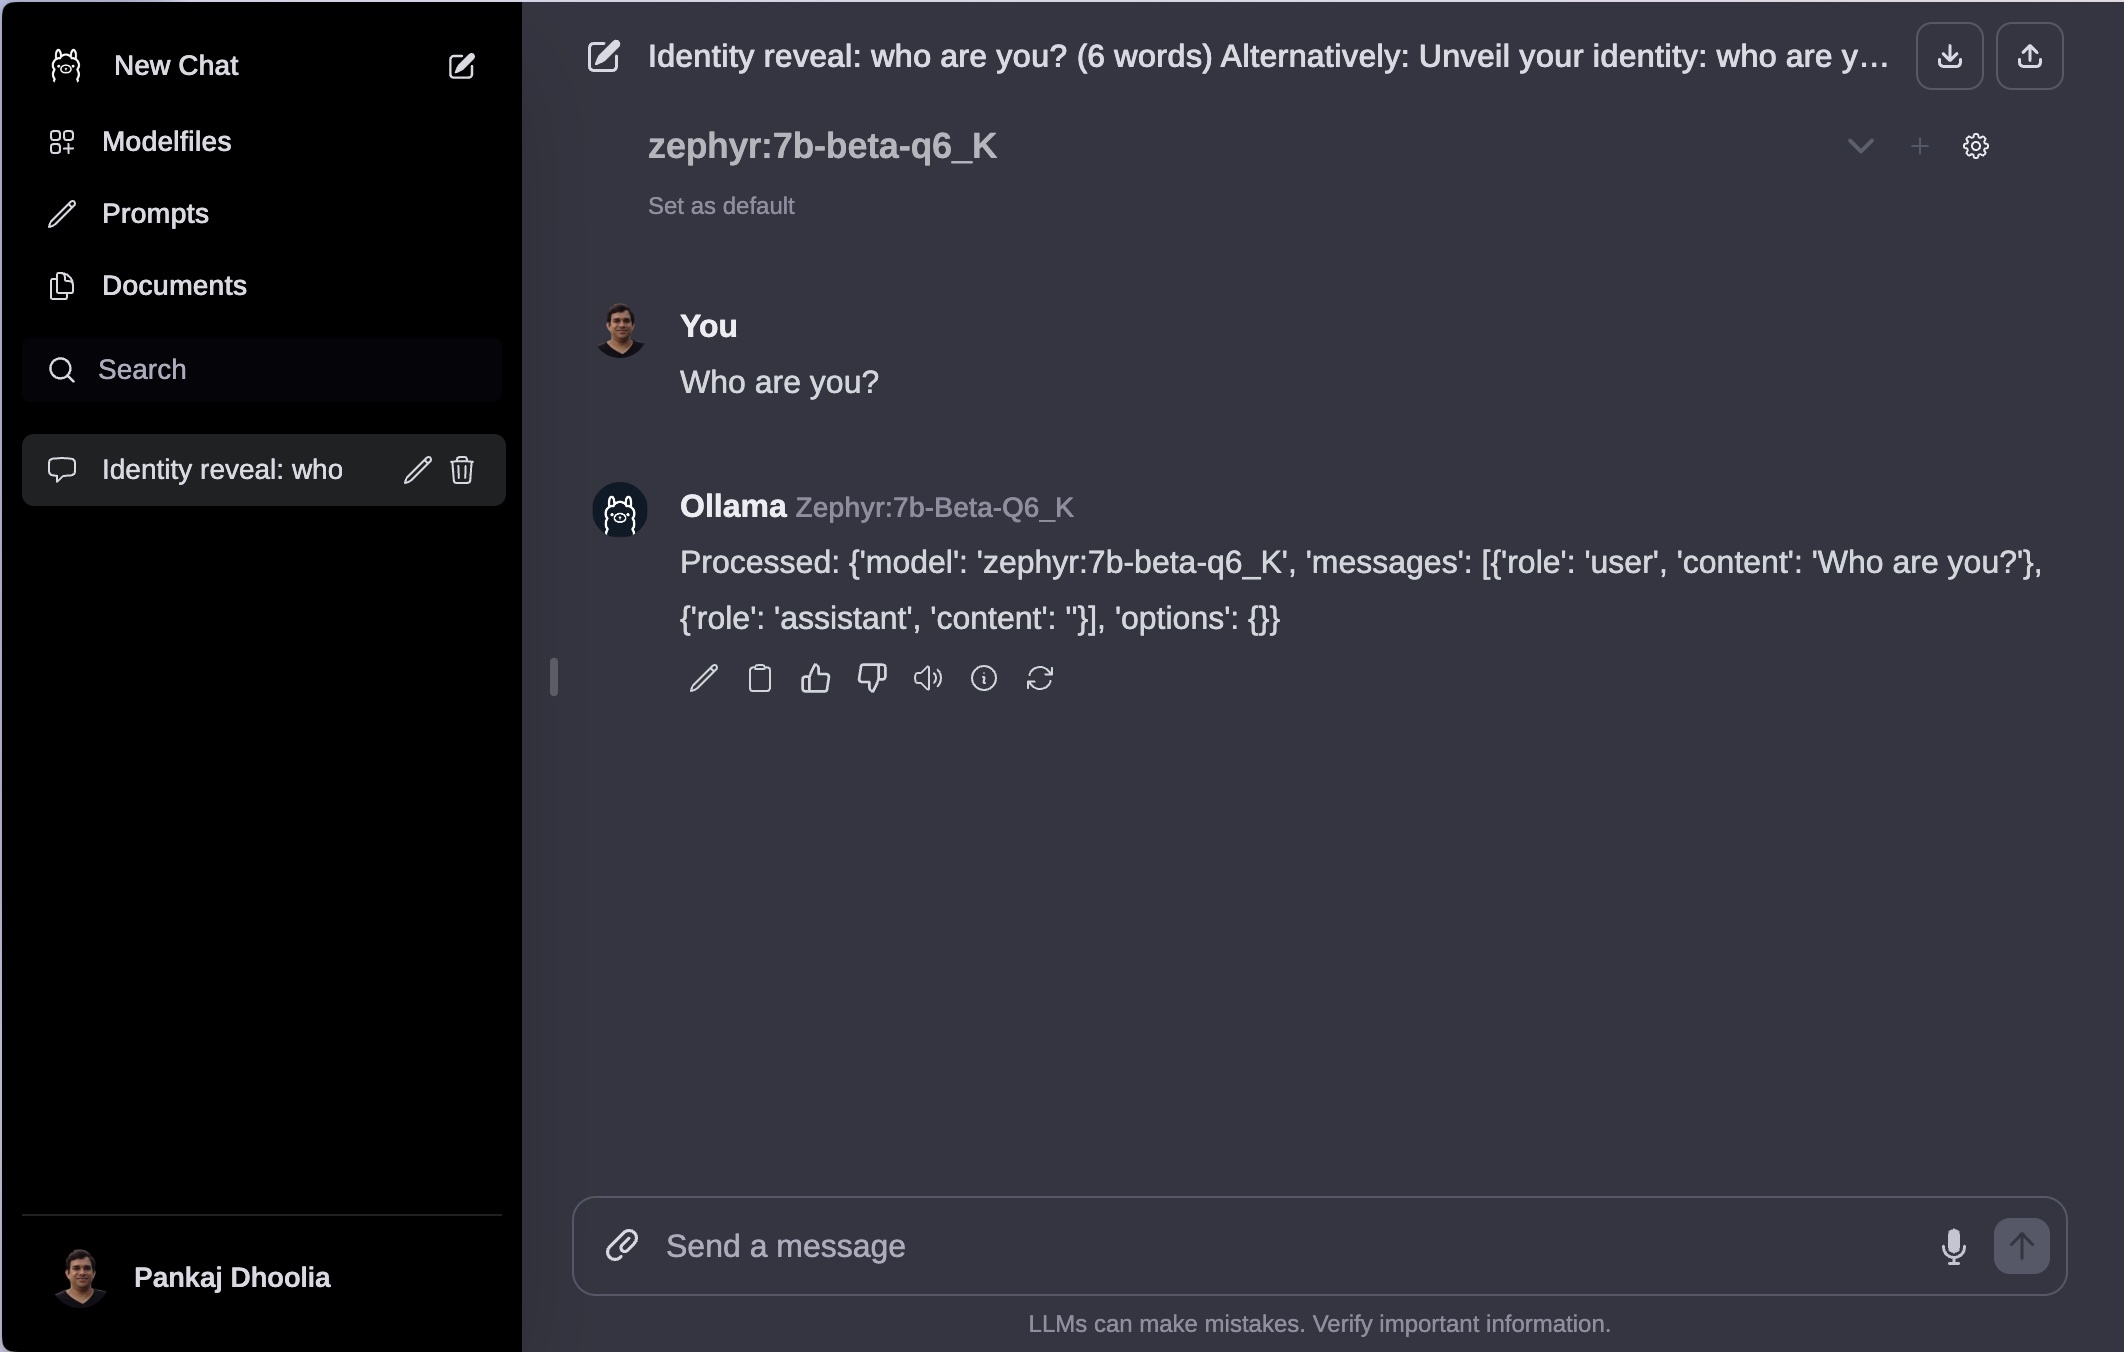 New Chat
Modelfiles
Prompts
Documents
Search
Identity reveal: who
Pankaj Dhoolia
Identity reveal: who are you? (6 words) Alternatively: Unveil your identity: who are y...
zephyr:7b-beta-q6_K
Set as default
You
Who are you?
Ollama Zephyr:7b-Beta-Q6_K
Processed: {'model': 'zephyr:7b-beta-q6_K', 'messages': [{'role': 'user', 'content': 'Who are you?'},
{'role': 'assistant', 'content': ''}], 'options': {}}
Send a message
LLMs can make mistakes. Verify important information.